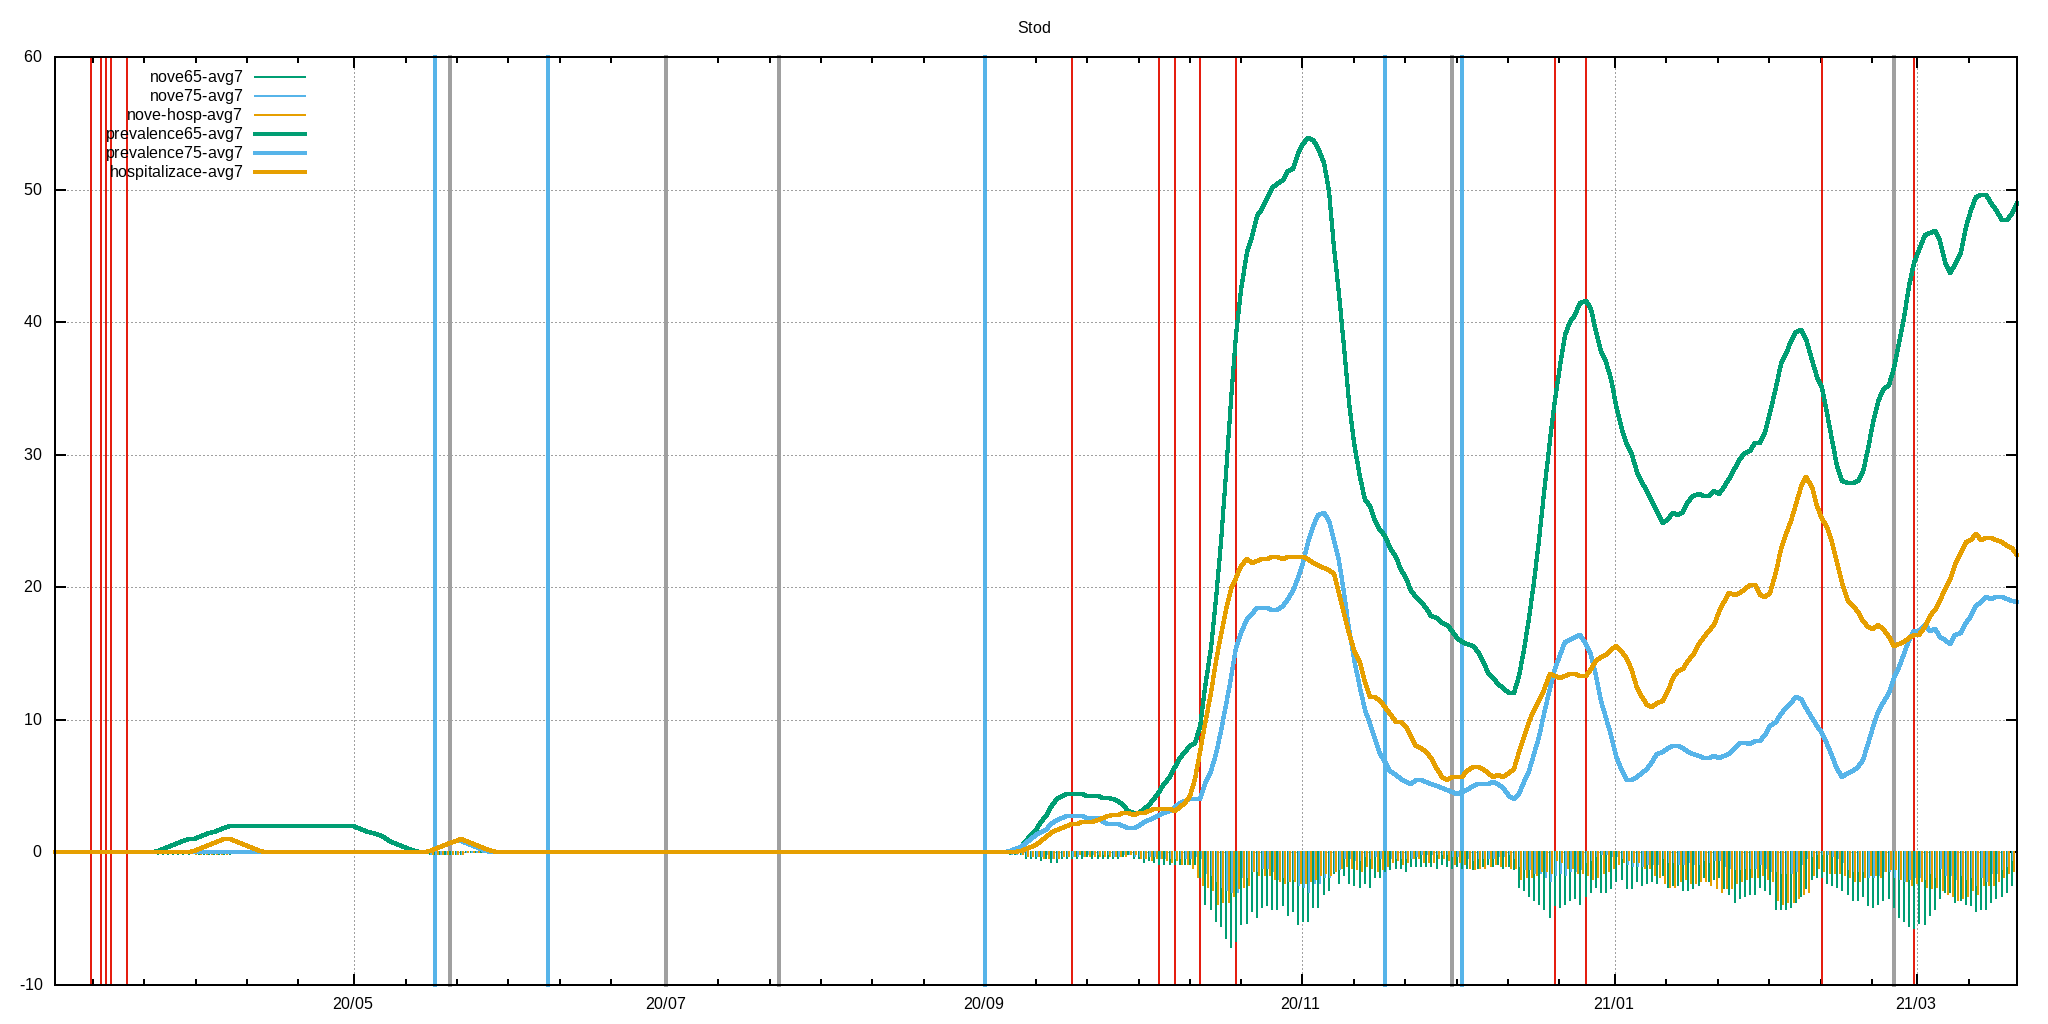 Stod
60
nove65-avg7
nove75-avg7
nove-hosp-avg7
prevalence65-avg7
prevalence75-avg7
hospitalizace-avg7
50
40
30
20
10
0
-10
20/05
20/07
20/09
20/11
21/01
21/03